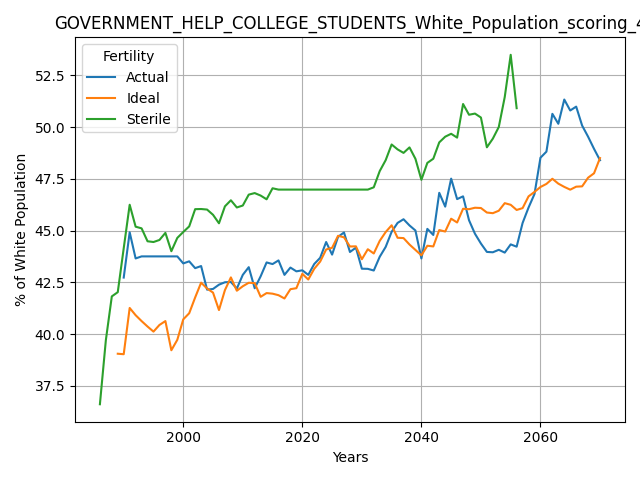 GOVERNMENT_HELP_COLLEGE_STUDENTS_White_Population_scoring_4
Fertility
Actual
Ideal
Sterile
52.5
50.0
47.5
45.0
42.5
40.0
37.5
% of White Population
2000
2020
2040
2060
Years